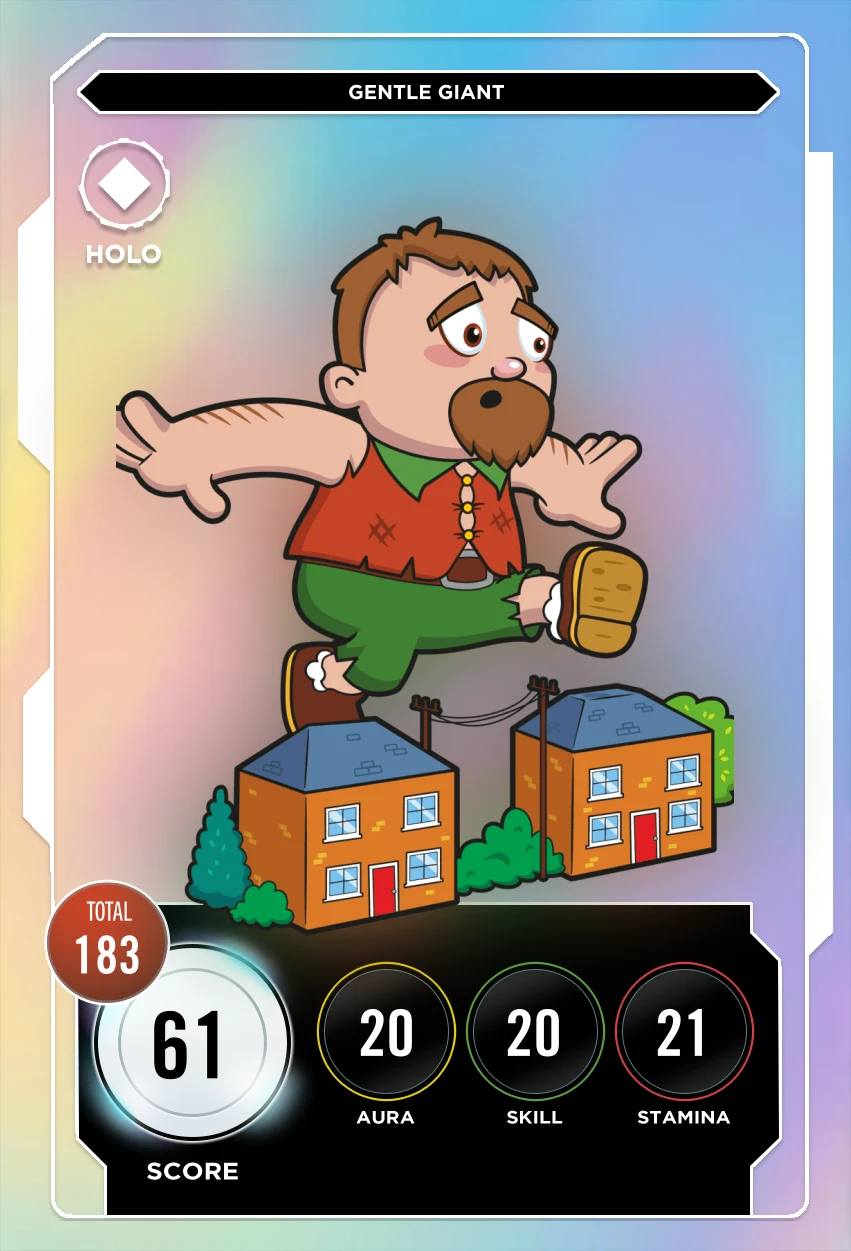 GENTLE GIANT
HOLO
TOTAL
183
61
SCORE
20
AURA
20
SKILL
21
STAMINA